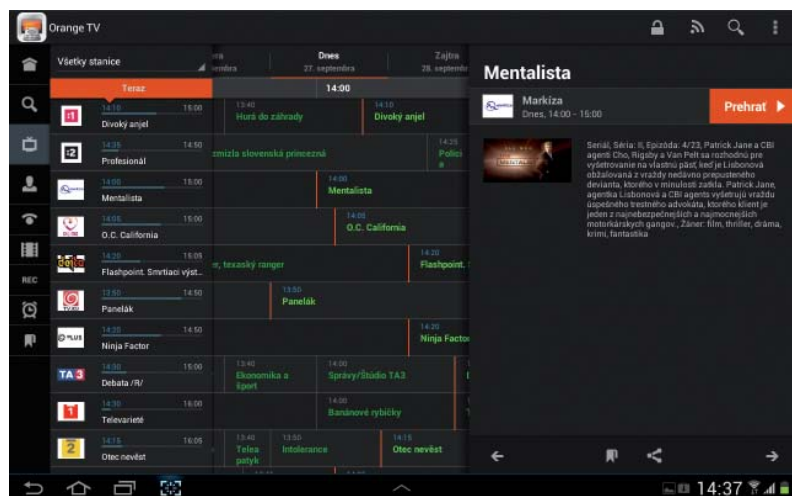 Orange TV
Všetky stanice
Teraz
14:10 15:00
Divoký anjel
14:35 14:50
Profesionál
14:00 15:00
Mentalista
14:05 15:00
O.C. California
14:20 15:05
Flashpoint. Smrtiaci výst...
13:50 14:50
Panelák
14:20 14:50
Ninja Factor
14:30 15:00
Debata /R/
14:30 16:00
Televarieté
14:15 16:05
Otec nevěst
REC
TA 3
PLUS
Dnes
27. septembra
Zajtra
28. septembr
14:00
13:40
Hurá do záhrady
14:10
Divoký anjel
zmizla slovenská princezná
14:35
Polici
14:00
Mentalista
14:05
O.C. California
er, texaský ranger
14:20
Flashpoint.
13:50
Panelák
14:20
Ninja Factor
13:40
Ekonomika a šport
14:00
Správy/Štúdio TA3
14:00
Banánové rybičky
13:40
Telea patyk
13:50
Intolerance
14:15
Otec nevěst
Mentalista
Markíza
Dnes, 14:00 - 15:00
Prehrať
MENTALIST
Seriál, Séria: II, Epizóda: 4/23, Patrick Jane a CBI
agenti Cho, Rigsby a Van Pelt sa rozhodnú pre
vyšetrovanie na vlastnú päsť, keď je Lisbonová
obžalovaná z vraždy nedávno prepusteného
devianta, ktorého v minulosti zatkla. Patrick Jane,
agentka Lisbonová a CBI agents vyšetrujú vraždu
úspešného trestného advokáta, ktorého klient je
jeden z najnebezpečnejších a najmocnejších
motorkárskych gangov., Žáner: film, thriller, dráma,
krimi, fantastika
14:37